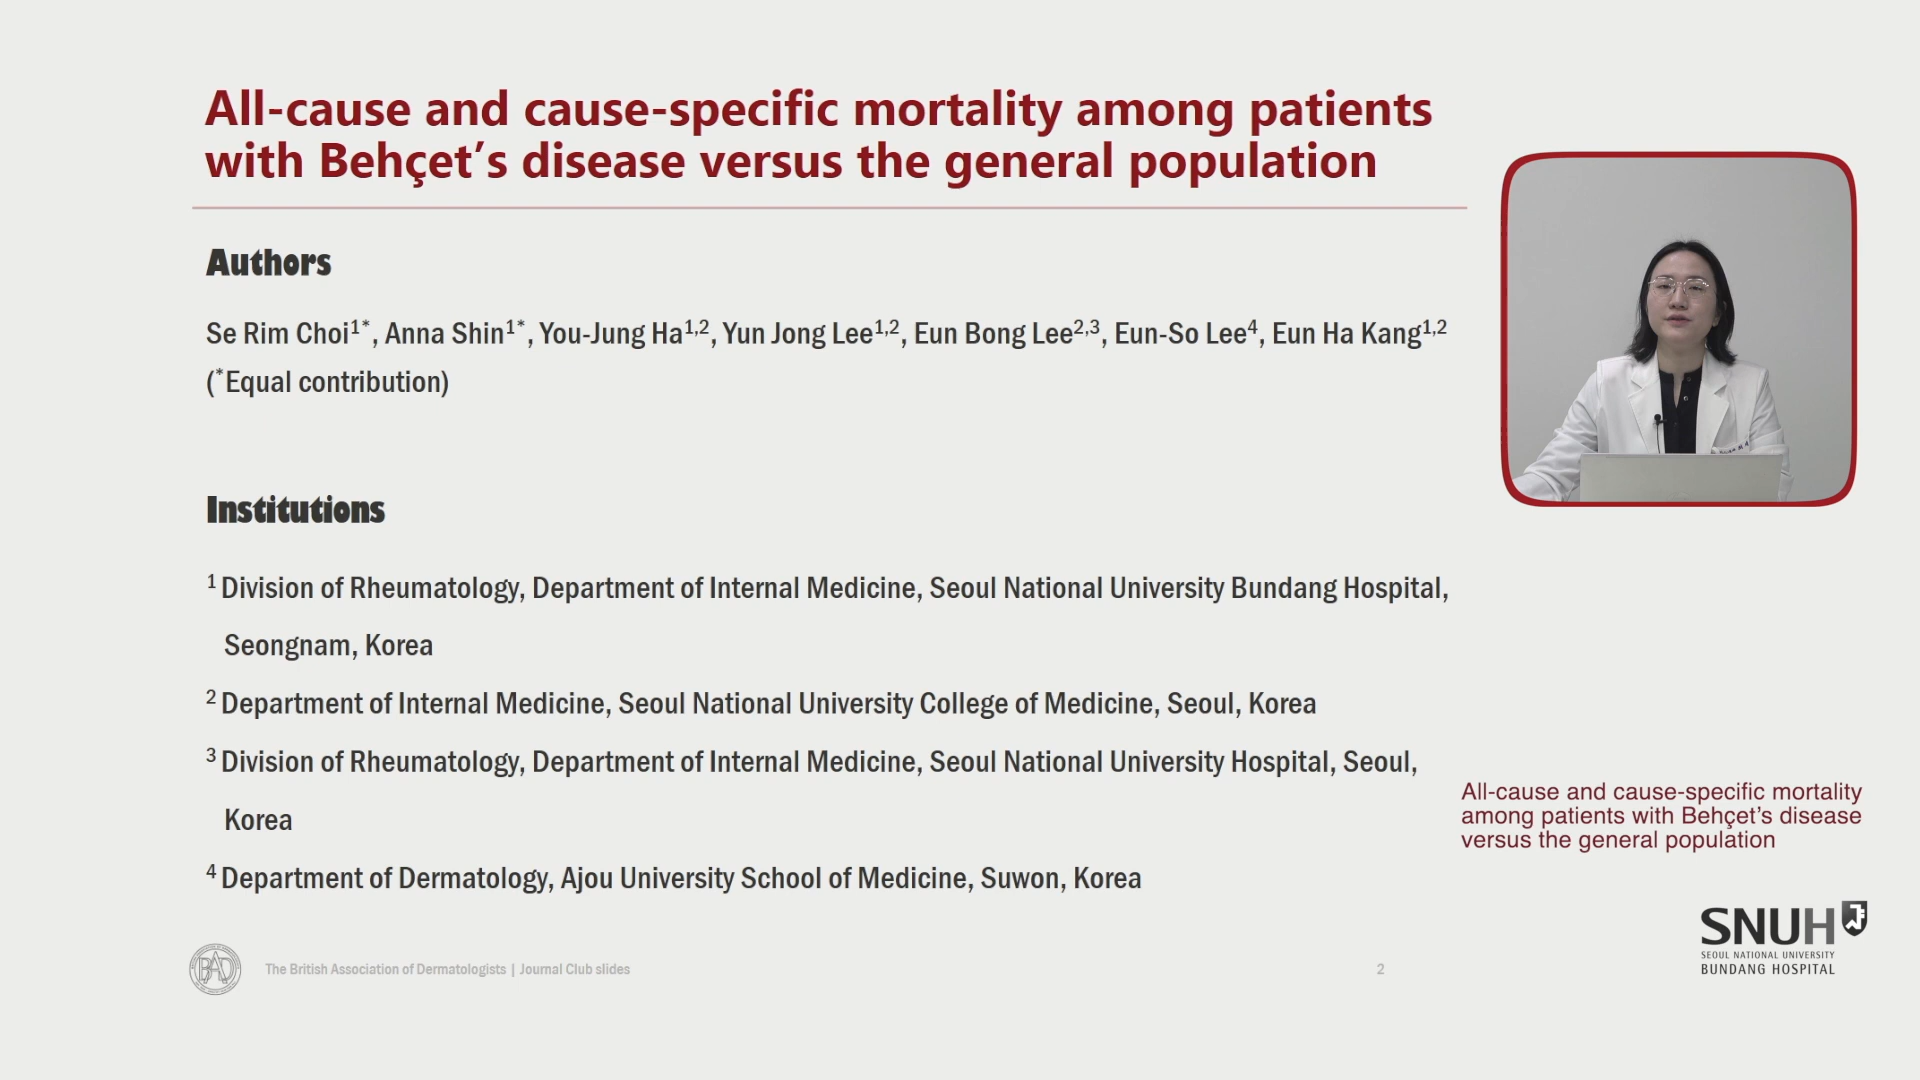 All-cause and cause-specific mortality among patients
with Behçet’s disease versus the general population
Authors
Se Rim Choi1*, Anna Shin1*, You-Jung Ha1,2, Yun Jong Lee1,2, Eun Bong Lee2,3, Eun-So Lee4, Eun Ha Kang1,2
(*Equal contribution)
Institutions
1 Division of Rheumatology, Department of Internal Medicine, Seoul National University Bundang Hospital,
Seongnam, Korea
2 Department of Internal Medicine, Seoul National University College of Medicine, Seoul, Korea
3 Division of Rheumatology, Department of Internal Medicine, Seoul National University Hospital, Seoul,
Korea
4 Department of Dermatology, Ajou University School of Medicine, Suwon, Korea
All-cause and cause-specific mortality
among patients with Behçet’s disease
versus the general population
SNUH
SEOUL NATIONAL UNIVERSITY
BUNDANG HOSPITAL
BAD
The British Association of Dermatologists | Journal Club slides
2